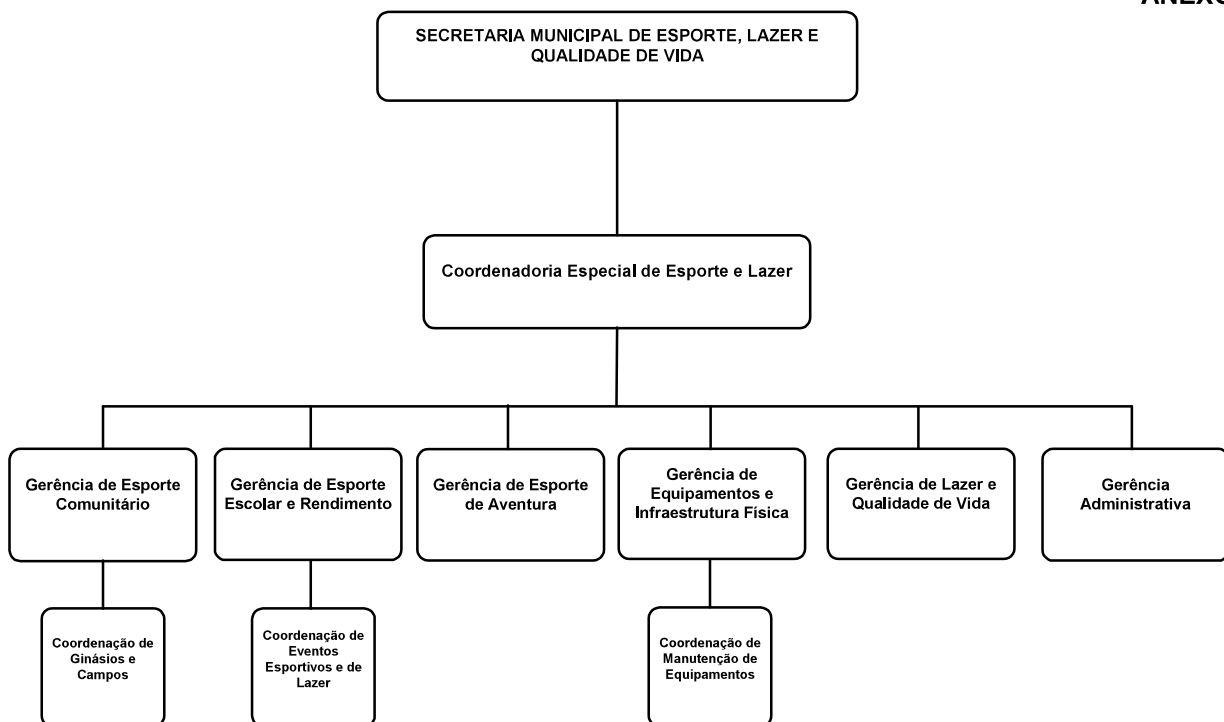 ANEXO
SECRETARIA MUNICIPAL DE ESPORTE, LAZER E
QUALIDADE DE VIDA
Coordenadoria Especial de Esporte e Lazer
Gerência de Esporte
Comunitário
Gerência de Esporte
Escolar e Rendimento
Gerência de Esporte
de Aventura
Gerência de
Equipamentos e
Infraestrutura Física
Gerência de Lazer e
Qualidade de Vida
Gerência
Administrativa
Coordenação de
Ginásios e
Campos
Coordenação de
Eventos
Esportivos e de
Lazer
Coordenação de
Manutenção de
Equipamentos